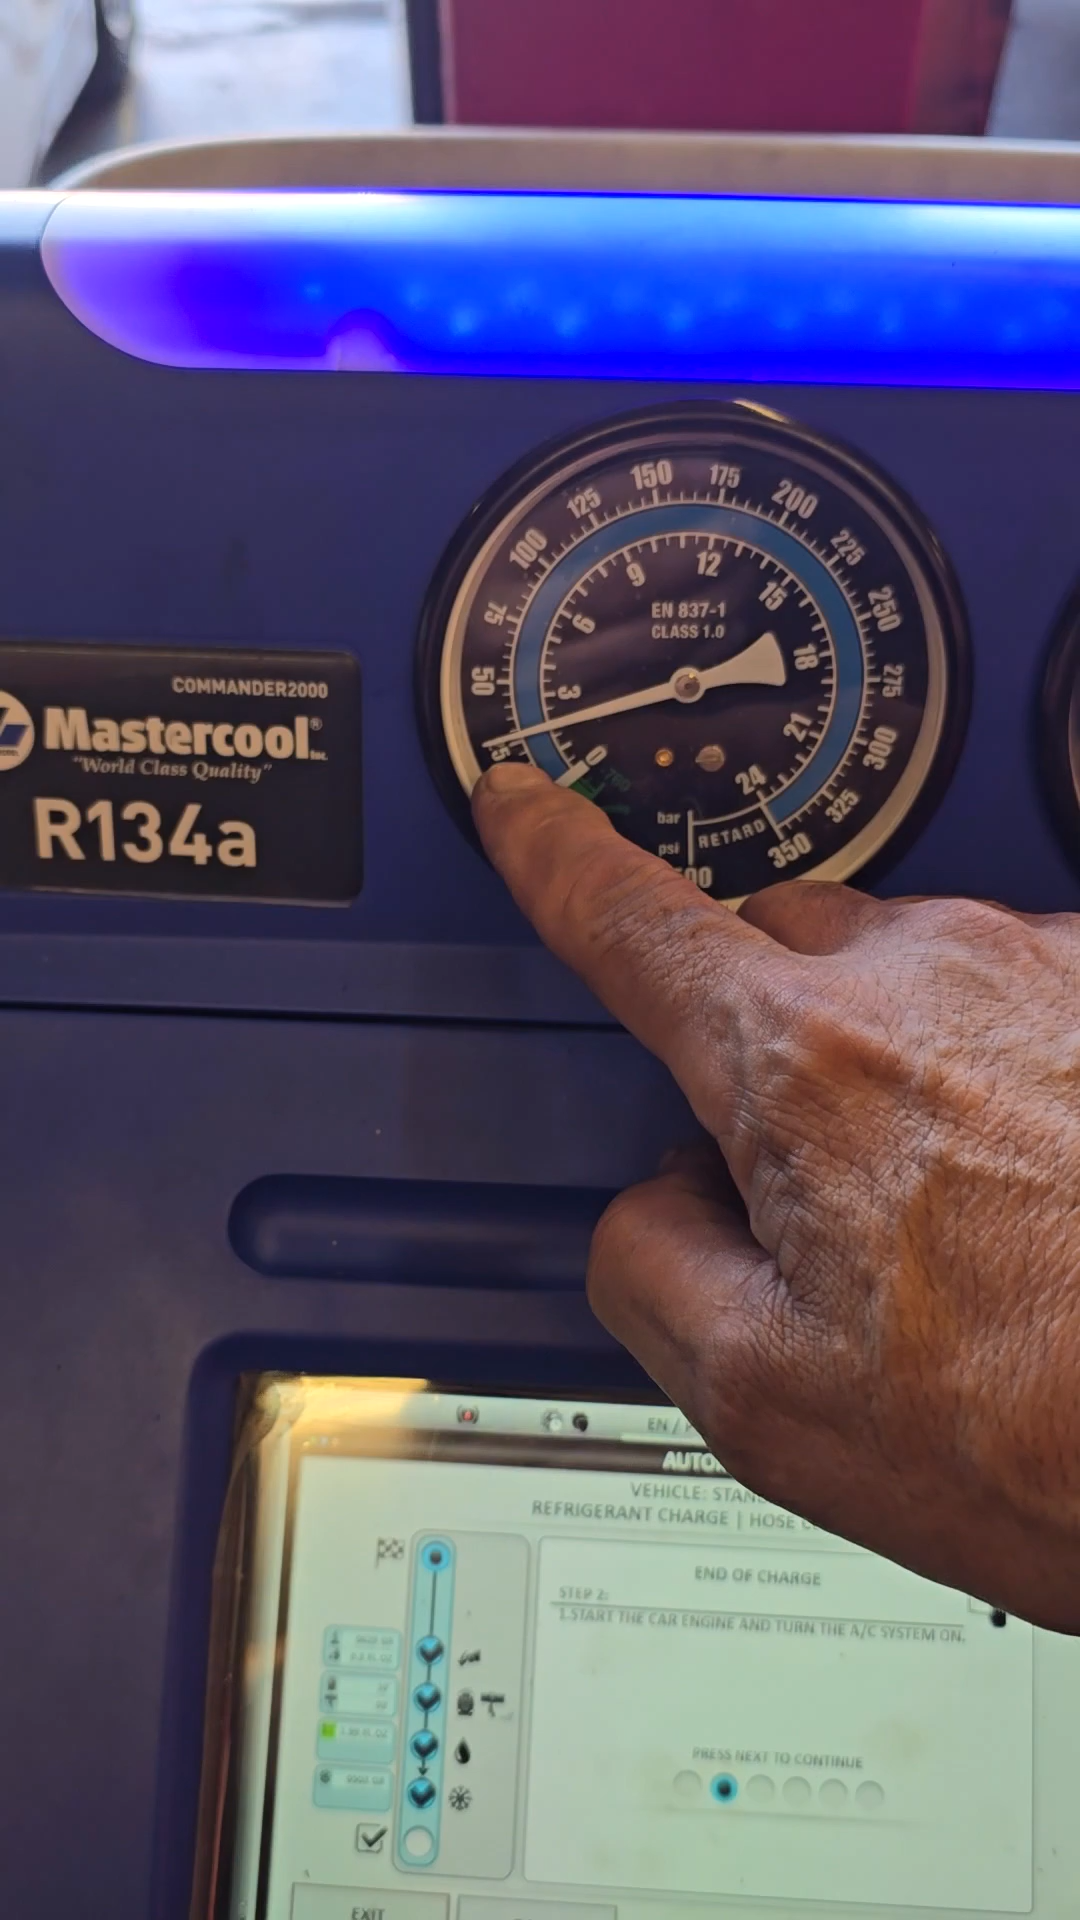 COMMANDER2000
Mastercool®
Inc.
"World Class Quality"
R134a
50
75
100
125
150
175
200
225
250
275
300
325
350
500
0
3
6
9
12
15
18
21
24
EN 837-1
CLASS 1.0
bar
psi
RETARD
EN /
VEHICLE:
REFRIGERANT CHARGE | HOSE
END OF CHARGE
STEP 2:
1.START THE CAR ENGINE AND TURN THE A/C SYSTEM ON.
PRESS NEXT TO CONTINUE
EXIT